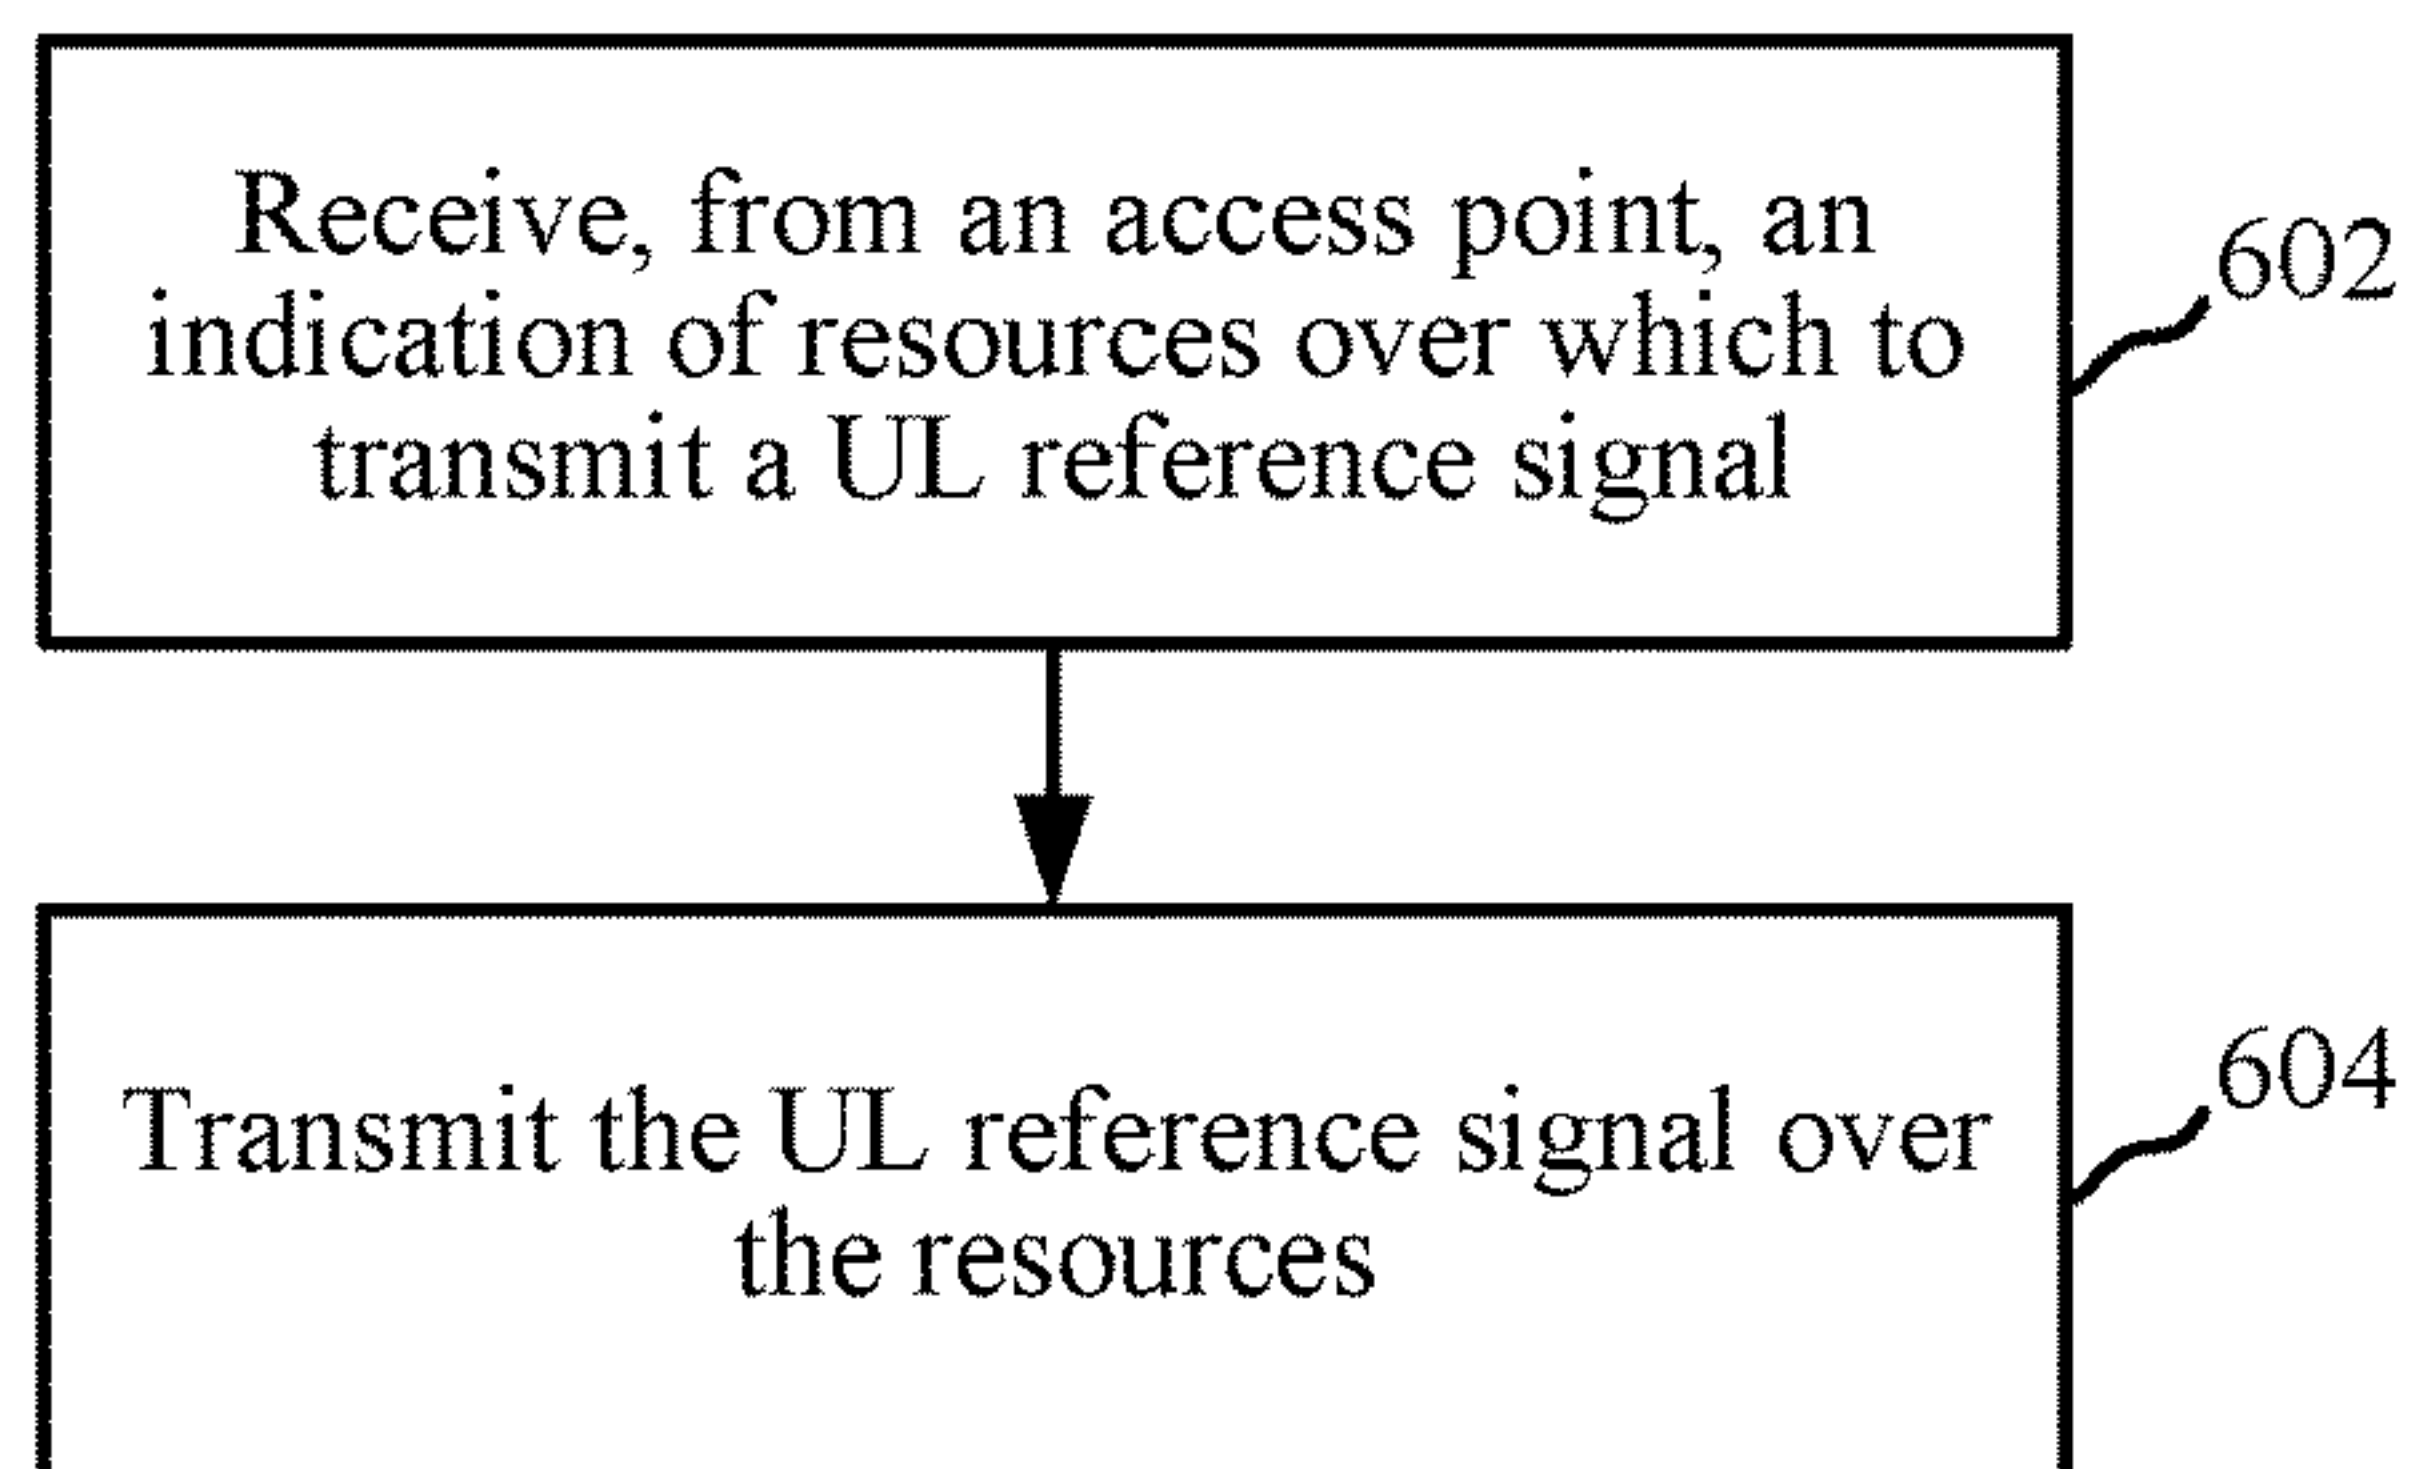 Receive, from an access point, an
indication of resources over which to
transmit a UL reference signal
602
Transmit the UL reference signal over
the resources
604